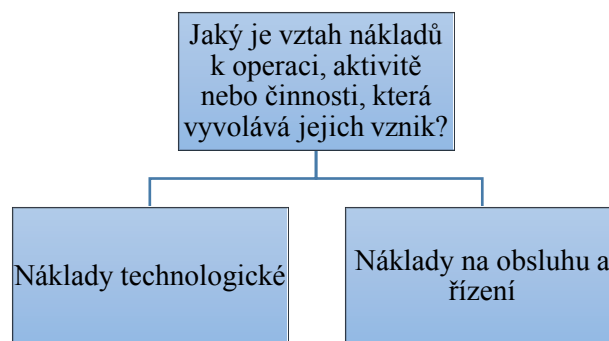 Jaký je vztah nákladů
k operaci, aktivitě
nebo činnosti, která
vyvolává jejich vznik?
Náklady technologické
Náklady na obsluhu a
řízení